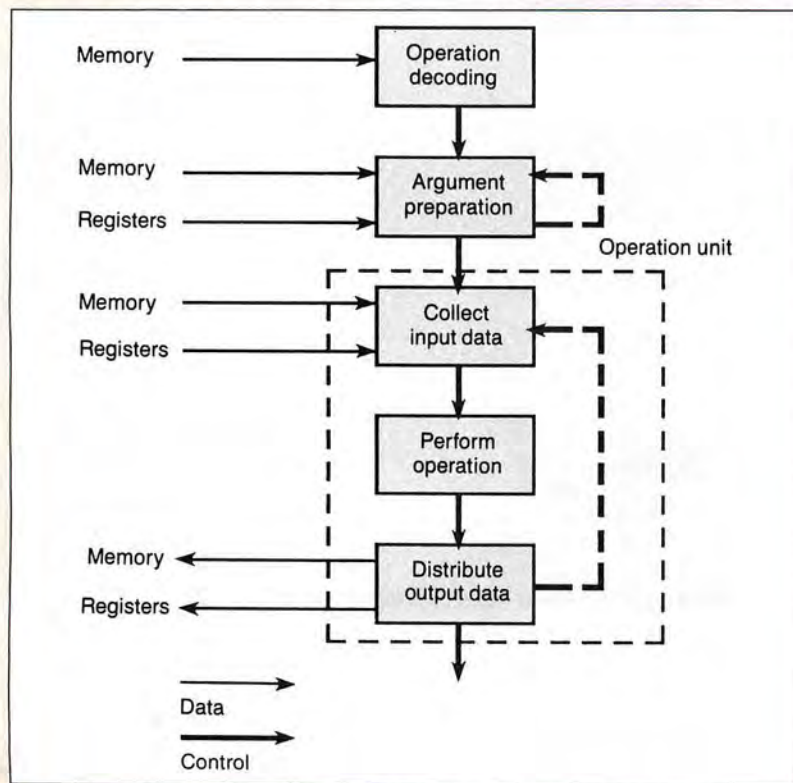 Memory
Operation
decoding
Memory
Registers
Argument
preparation
Operation unit
Memory
Registers
Collect
input data
Perform
operation
Memory
Registers
Distribute
output data
Data
Control